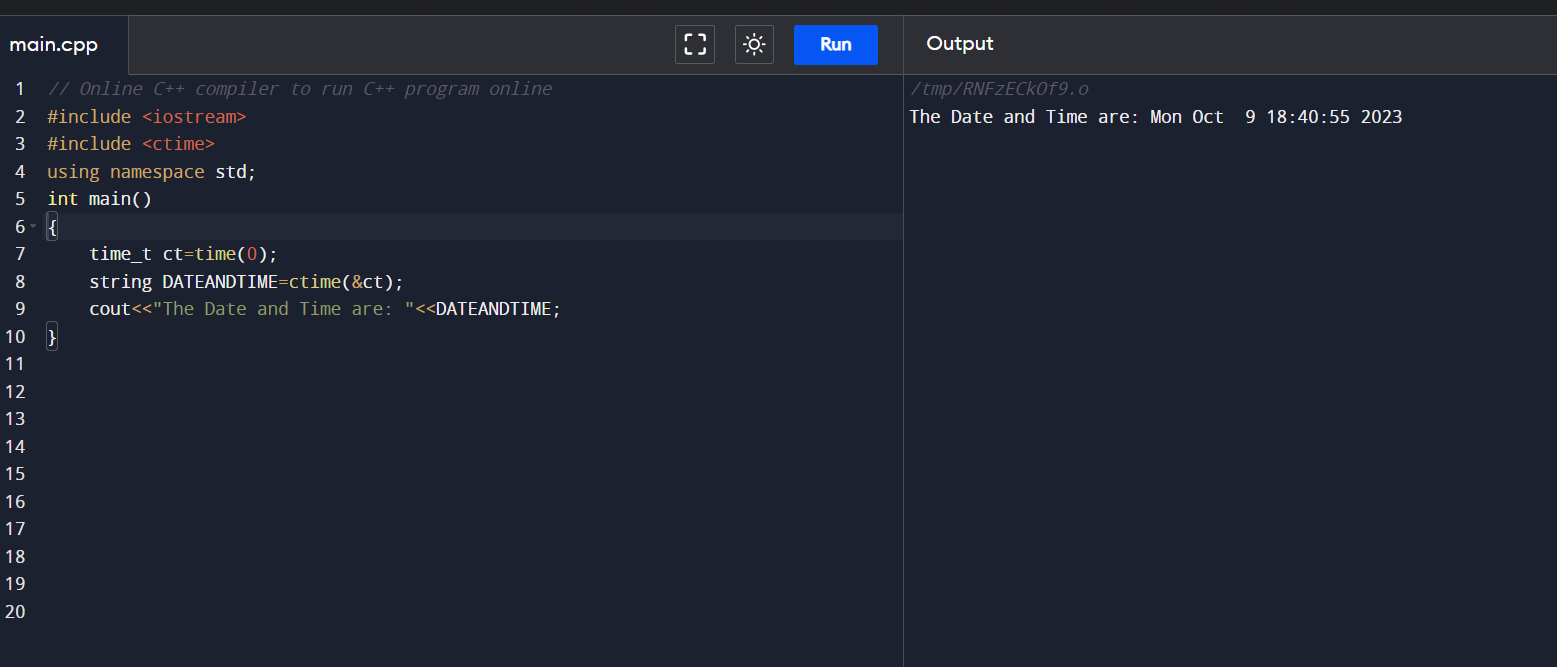 main.cpp
Run
Output
1 // Online C++ compiler to run C++ program online
2 #include <iostream>
3 #include <ctime>
4 using namespace std;
5 int main()
6 {
7     time_t ct=time(0);
8     string DATEANDTIME=ctime(&ct);
9     cout<<"The Date and Time are: "<<DATEANDTIME;
10 }
11
12
13
14
15
16
17
18
19
20
/tmp/RNFzECkOf9.o
The Date and Time are: Mon Oct  9 18:40:55 2023